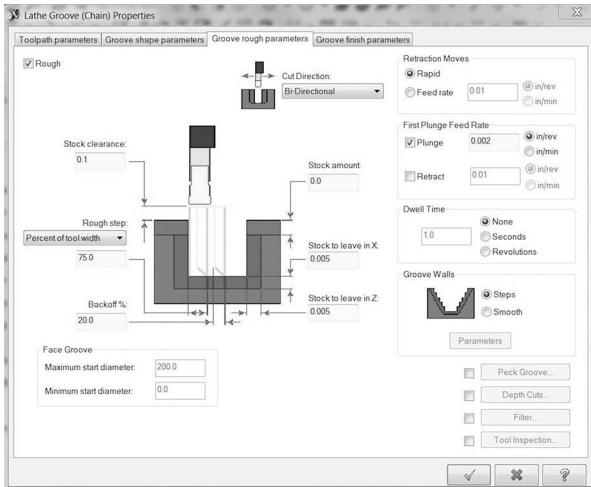 Lathe Groove (Chain) Properties
Toolpath parameters
Groove shape parameters
Groove rough parameters
Groove finish parameters
Rough
Cut Direction:
Bi-Directional
Stock clearance:
0.1
Stock amount:
0.0
Rough step:
Percent of tool width
75.0
Stock to leave in X:
0.005
Backoff %:
20.0
Stock to leave in Z:
0.005
Face Groove
Maximum start diameter:
200.0
Minimum start diameter:
0.0
Retraction Moves
Rapid
Feed rate
0.01
in/rev
in/min
First Plunge Feed Rate
Plunge
0.002
in/rev
in/min
Retract
0.01
in/rev
in/min
Dwell Time
1.0
None
Seconds
Revolutions
Groove Walls
Steps
Smooth
Parameters
Peck Groove...
Depth Cuts...
Filter...
Tool Inspection...
?